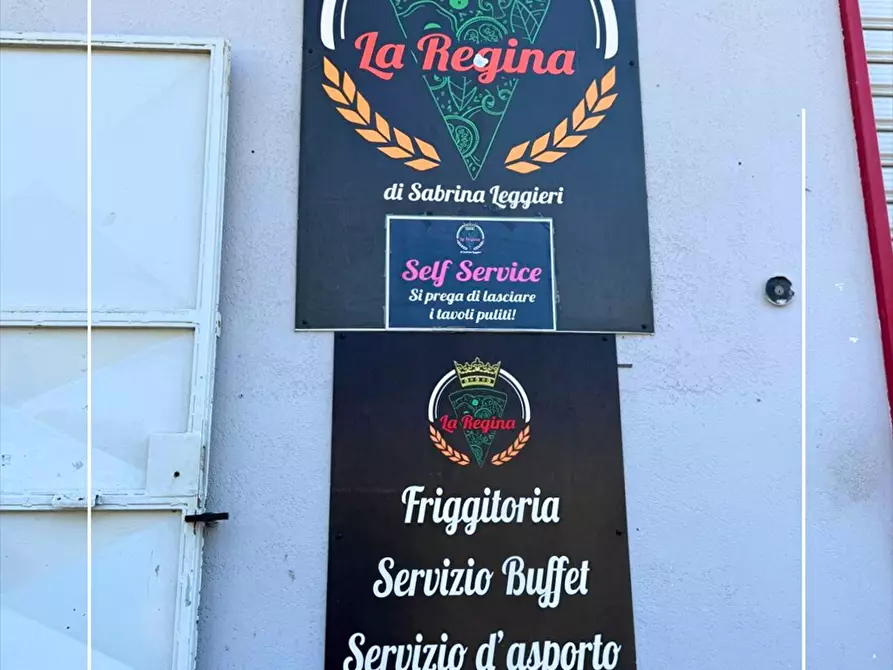 La Regina
di Sabrina Leggieri
Self Service
Si prega di lasciare
i tavoli puliti!
La Regina
Friggitoria
Servizio Buffet
Servizio d'asporto